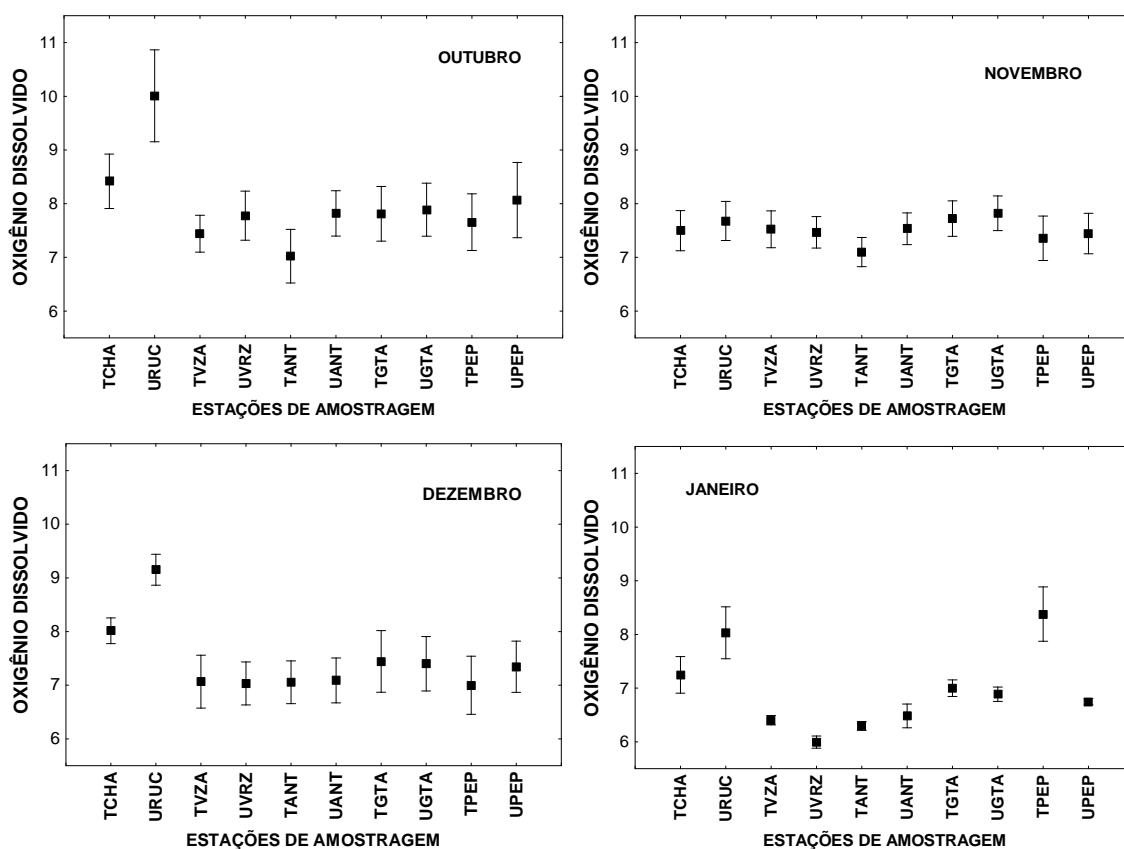 OUTUBRO
OXIGÊNIO DISSOLVIDO
11
10
9
8
7
6
TCHA
URUC
TVZA
UVRZ
TANT
UANT
TGTA
UGTA
TPEP
UPEP
ESTAÇÕES DE AMOSTRAGEM
NOVEMBRO
OXIGÊNIO DISSOLVIDO
11
10
9
8
7
6
TCHA
URUC
TVZA
UVRZ
TANT
UANT
TGTA
UGTA
TPEP
UPEP
ESTAÇÕES DE AMOSTRAGEM
DEZEMBRO
OXIGÊNIO DISSOLVIDO
11
10
9
8
7
6
TCHA
URUC
TVZA
UVRZ
TANT
UANT
TGTA
UGTA
TPEP
UPEP
ESTAÇÕES DE AMOSTRAGEM
JANEIRO
OXIGÊNIO DISSOLVIDO
11
10
9
8
7
6
TCHA
URUC
TVZA
UVRZ
TANT
UANT
TGTA
UGTA
TPEP
UPEP
ESTAÇÕES DE AMOSTRAGEM